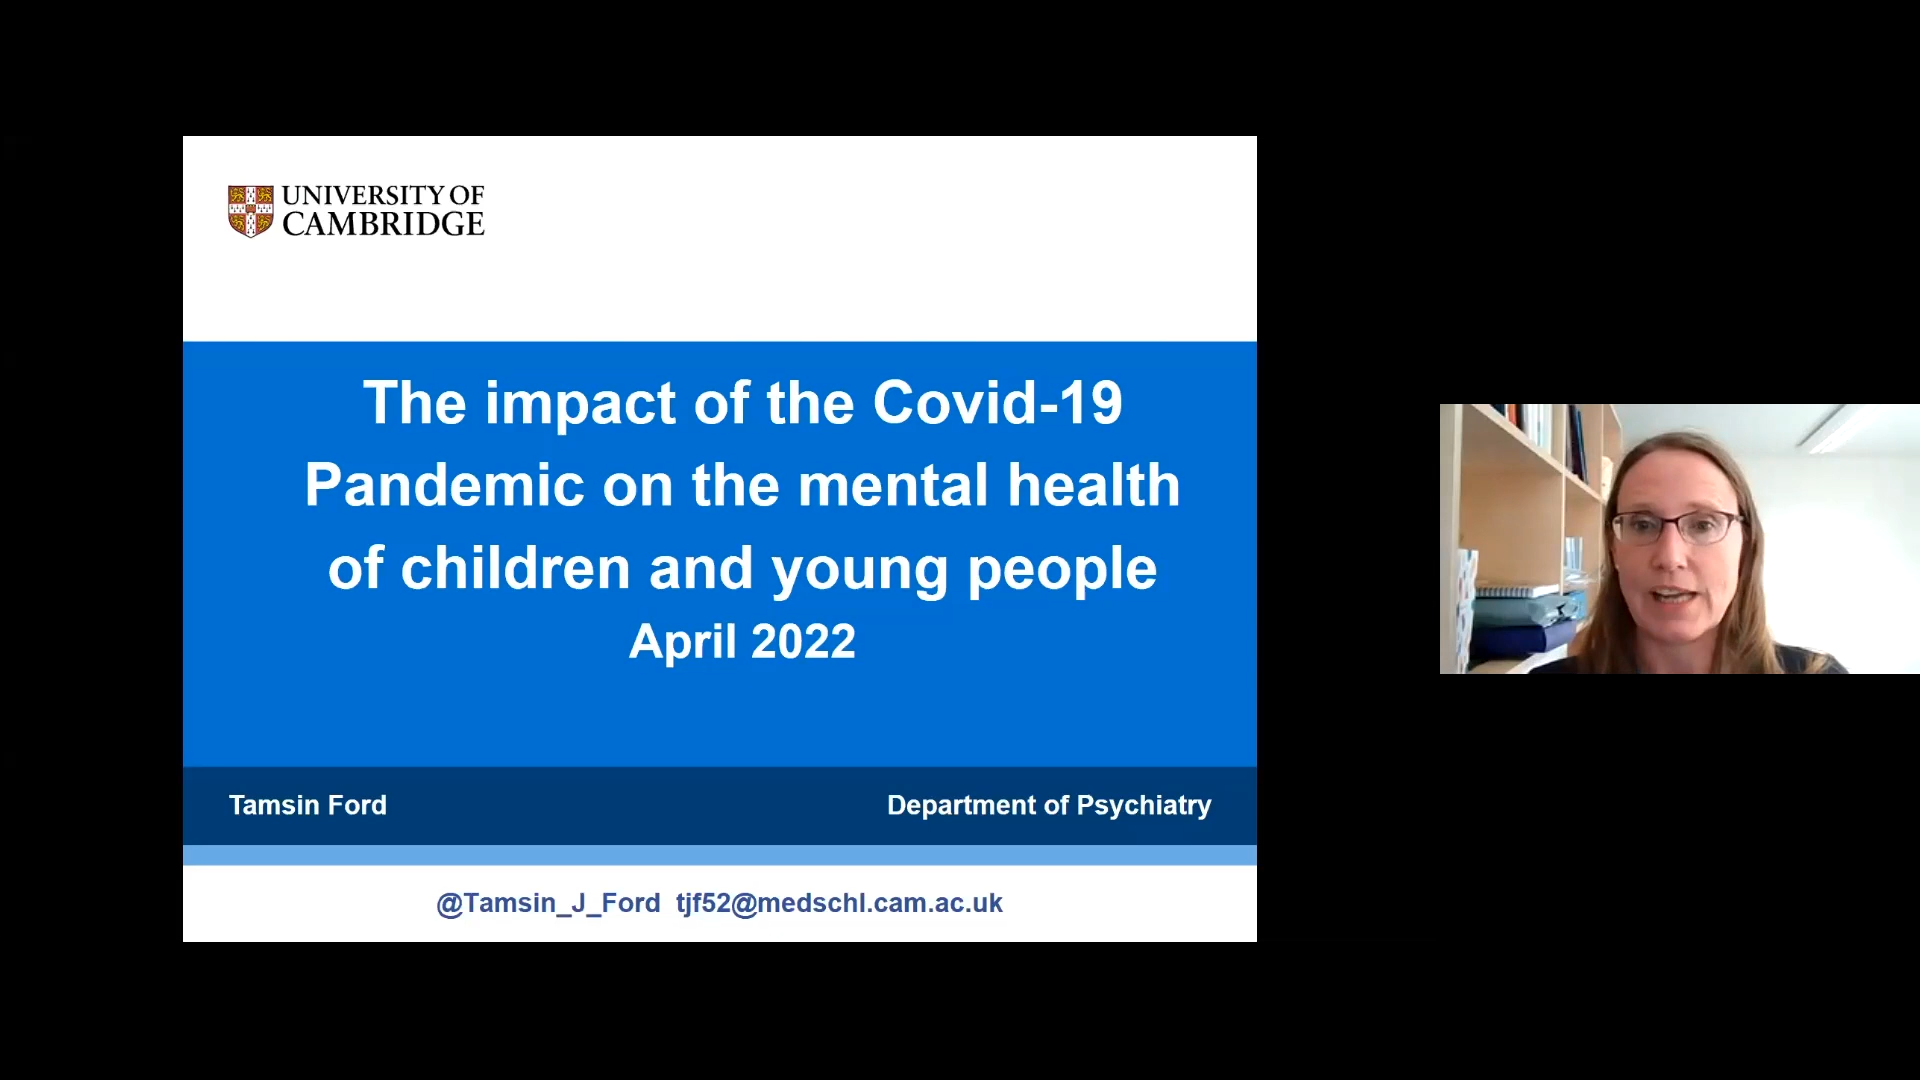 UNIVERSITY OF
CAMBRIDGE
The impact of the Covid-19
Pandemic on the mental health
of children and young people
April 2022
Tamsin Ford
Department of Psychiatry
@Tamsin_J_Ford tjf52@medschl.cam.ac.uk